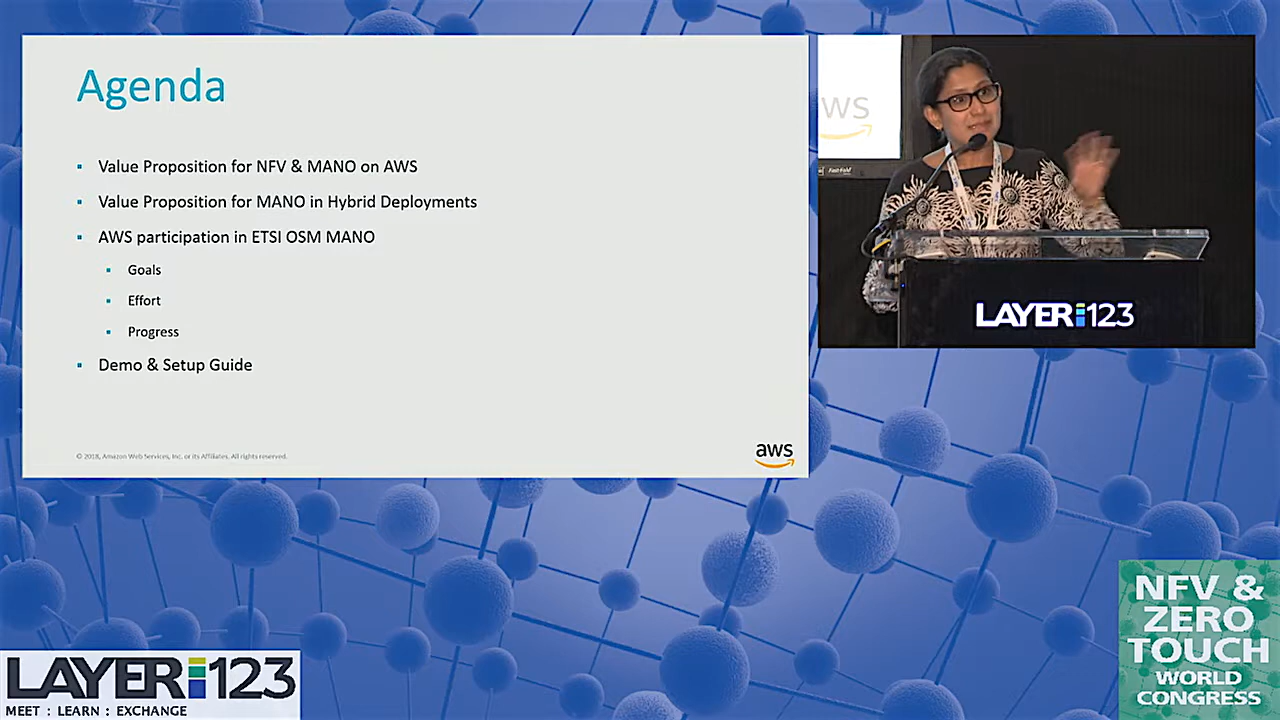 Agenda
Value Proposition for NFV & MANO on AWS
Value Proposition for MANO in Hybrid Deployments
AWS participation in ETSI OSM MANO
Goals
Effort
Progress
Demo & Setup Guide
© 2018, Amazon Web Services, Inc. or its Affiliates. All rights reserved.
aws
ws
LAYER123
LAYER123
MEET : LEARN : EXCHANGE
NFV &
ZERO
TOUCH
WORLD
CONGRESS